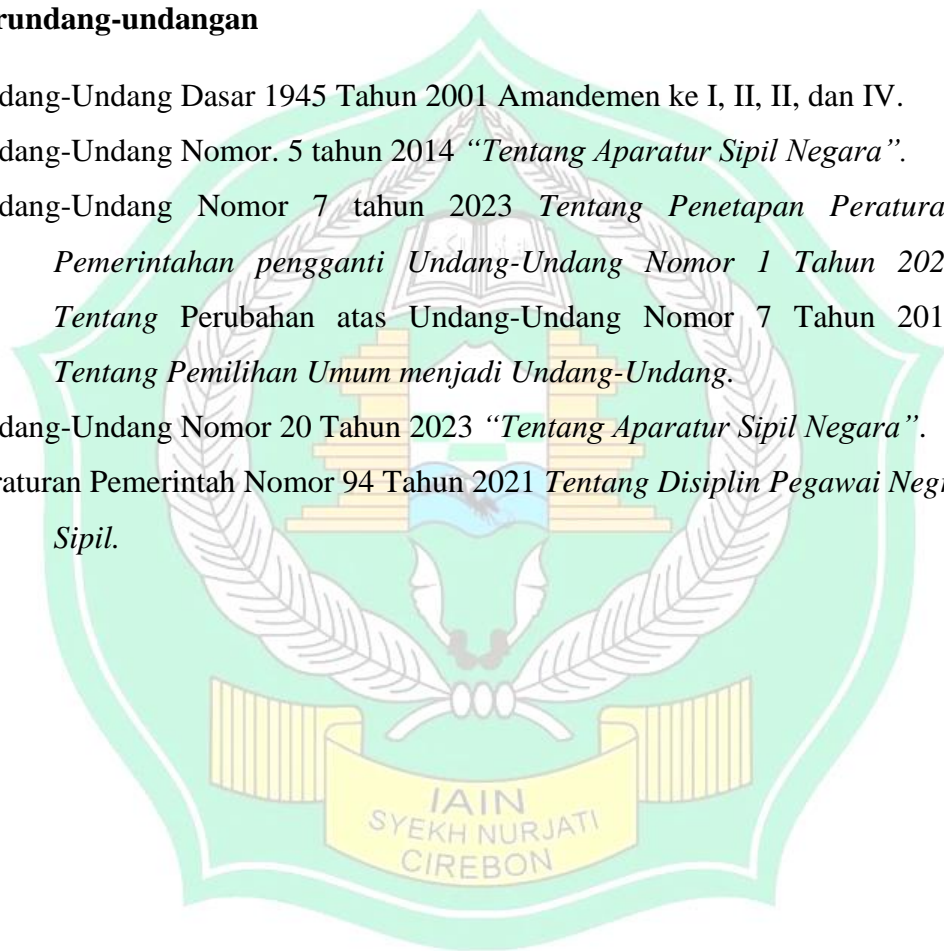 rundang-undangan
dang-Undang Dasar 1945 Tahun 2001 Amandemen ke I, II, II, dan IV.
dang-Undang Nomor. 5 tahun 2014 “Tentang Aparatur Sipil Negara”.
dang-Undang Nomor 7 tahun 2023 Tentang Penetapan Peratura
Pemerintahan pengganti Undang-Undang Nomor 1 Tahun 202
Tentang Perubahan atas Undang-Undang Nomor 7 Tahun 201
Tentang Pemilihan Umum menjadi Undang-Undang.
dang-Undang Nomor 20 Tahun 2023 “Tentang Aparatur Sipil Negara”.
raturan Pemerintah Nomor 94 Tahun 2021 Tentang Disiplin Pegawai Negr
Sipil.
IAIN
SYEKH NURJATI
CIREBON